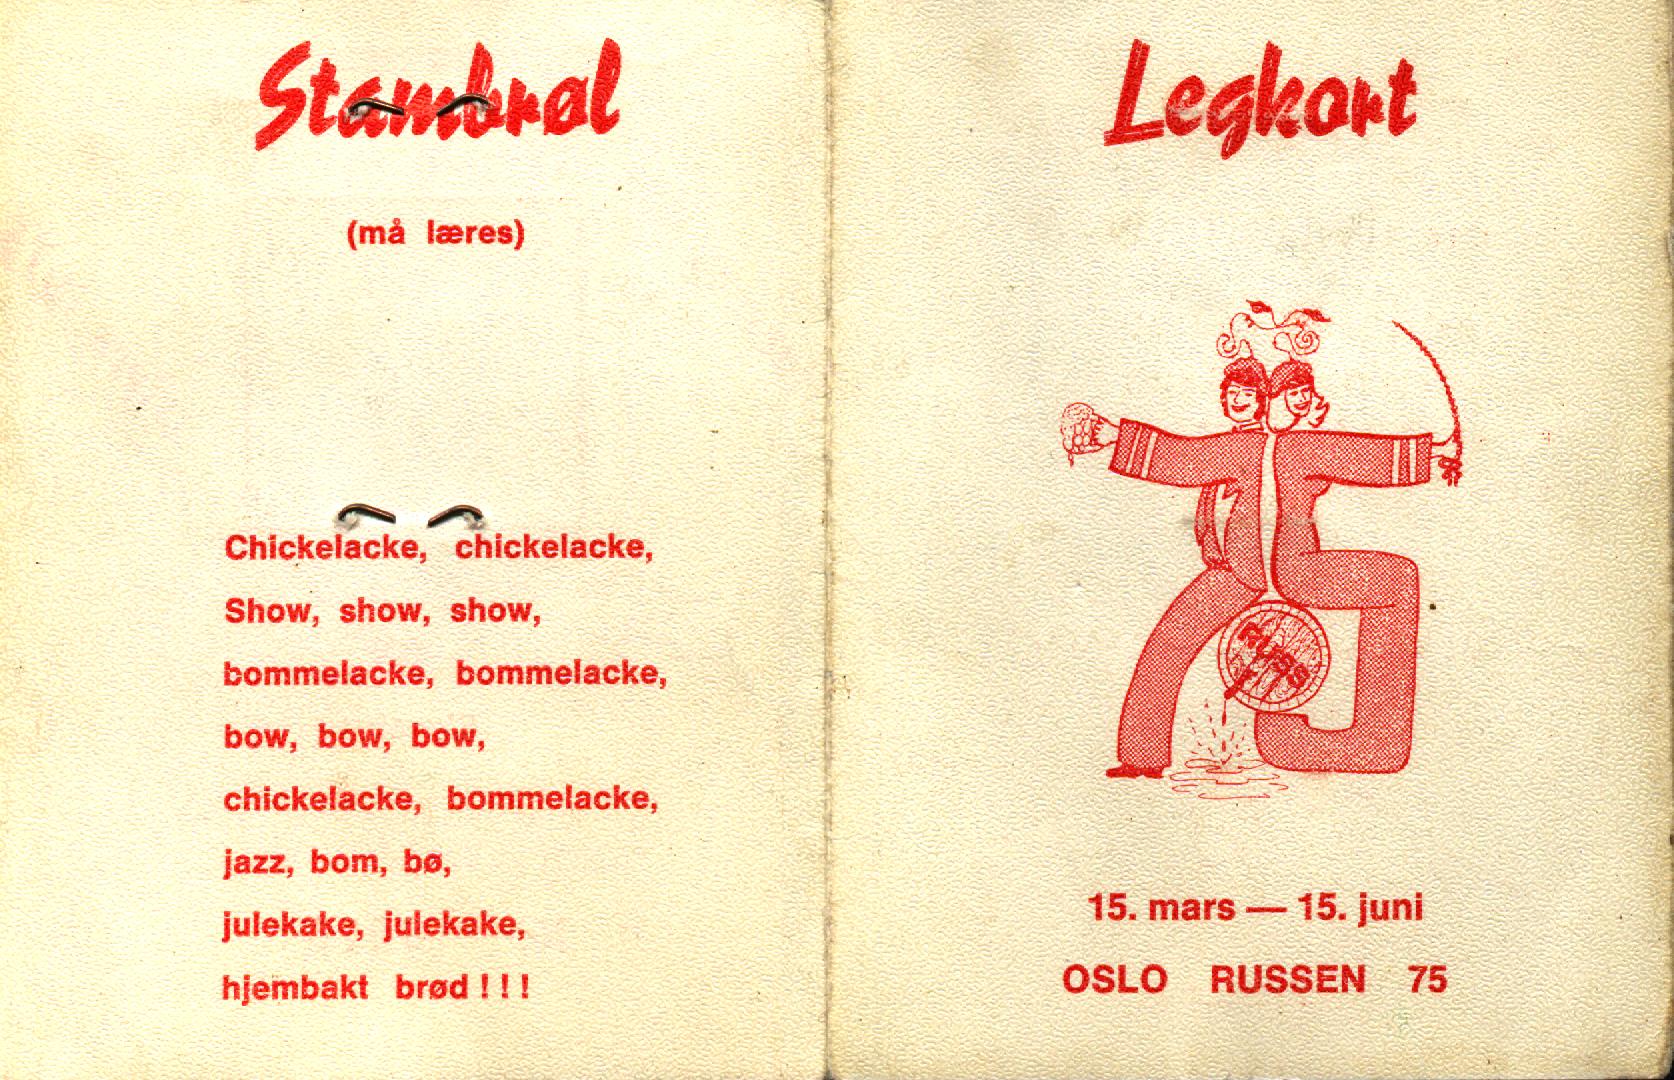 Stambrøl
(må læres)
Chickelacke, chickelacke,
Show, show, show,
bommelacke, bommelacke,
bow, bow, bow,
chickelacke, bommelacke,
jazz, bom, bø,
julekake, julekake,
hjembakt brød ! ! !
Legkort
RUSS
15. mars — 15. juni
OSLO RUSSEN 75